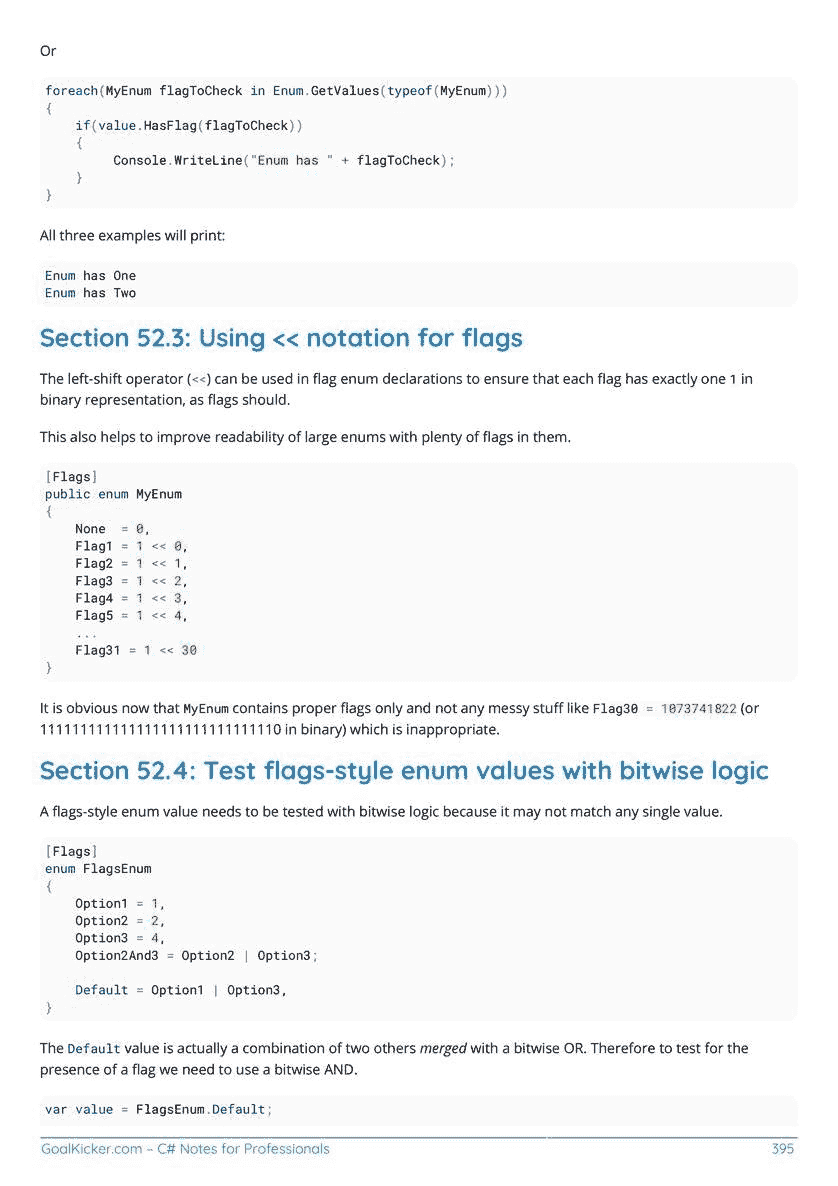 Or
foreach(MyEnum flagToCheck in Enum.GetValues(typeof(MyEnum)))
{
    if(value.HasFlag(flagToCheck))
    {
         Console.WriteLine("Enum has " + flagToCheck);
    }
}
All three examples will print:
Enum has One
Enum has Two
Section 52.3: Using << notation for flags
The left-shift operator (<<) can be used in flag enum declarations to ensure that each flag has exactly one 1 in
binary representation, as flags should.
This also helps to improve readability of large enums with plenty of flags in them.
[Flags]
public enum MyEnum
{
    None  = 0,
    Flag1 = 1 << 0,
    Flag2 = 1 << 1,
    Flag3 = 1 << 2,
    Flag4 = 1 << 3,
    Flag5 = 1 << 4,
    ...
    Flag31 = 1 << 30
}
It is obvious now that MyEnum contains proper flags only and not any messy stuff like Flag30 = 1073741822 (or
111111111111111111111111111110 in binary) which is inappropriate.
Section 52.4: Test flags-style enum values with bitwise logic
A flags-style enum value needs to be tested with bitwise logic because it may not match any single value.
[Flags]
enum FlagsEnum
{
    Option1 = 1,
    Option2 = 2,
    Option3 = 4,
    Option2And3 = Option2 | Option3;
    Default = Option1 | Option3,
}
The Default value is actually a combination of two others merged with a bitwise OR. Therefore to test for the
presence of a flag we need to use a bitwise AND.
var value = FlagsEnum.Default;
GoalKicker.com – C# Notes for Professionals 395